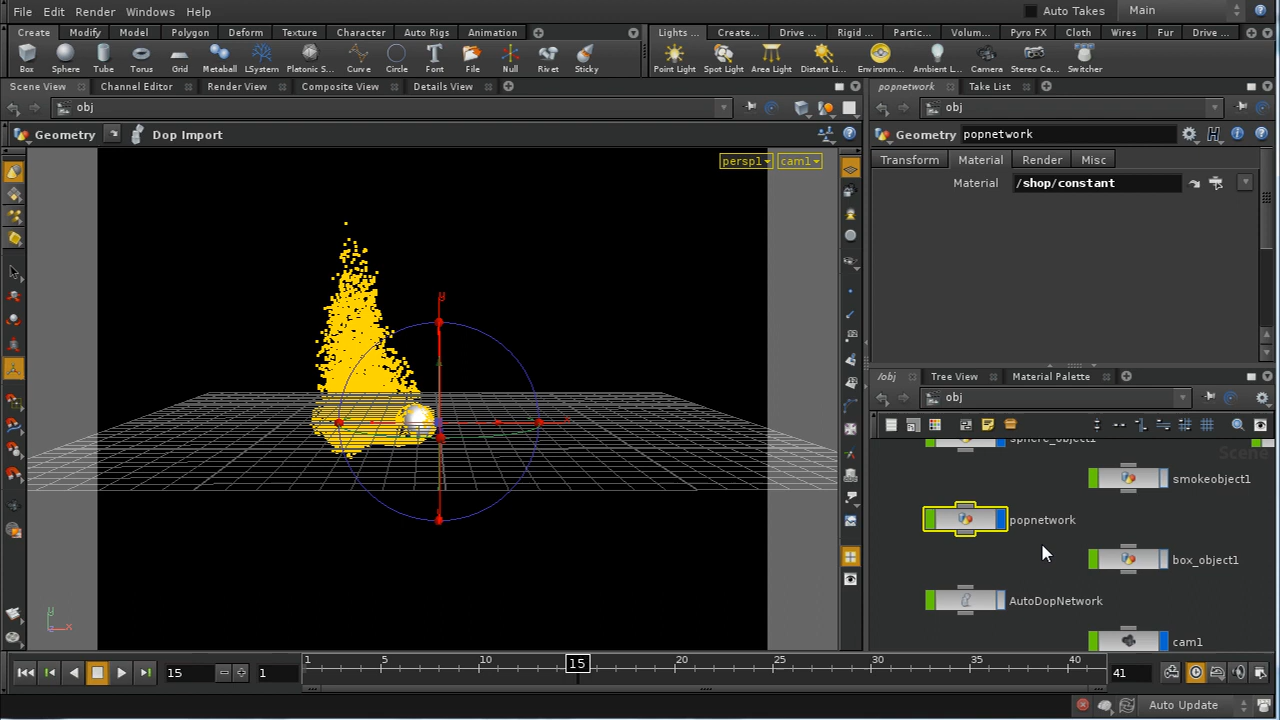 File Edit Render Windows Help Auto Takes Main
Create Modify Model Polygon Deform Texture Character Auto Rigs Animation Lights ... Create... Drive ... Rigid ... Partic... Volum... Pyro FX Cloth Wires Fur Drive ...
Box Sphere Tube Torus Grid Metaball LSystem Platonic S... Curve Circle Font File Null Rivet Sticky Point Light Spot Light Area Light Distant Li... Environm... Ambient L... Camera Stereo Ca... Switcher
Scene View Channel Editor Render View Composite View Details View popnetwork Take List
obj obj
Geometry Dop Import Geometry popnetwork
persp1 cam1 Transform Material Render Misc
Material /shop/constant
y
x
/obj Tree View Material Palette
obj
sphere_object1
Scene
smokeobject1
popnetwork
box_object1
AutoDopNetwork
cam1
y
x
15 1 1 5 10 15 20 25 30 35 40 41
Auto Update